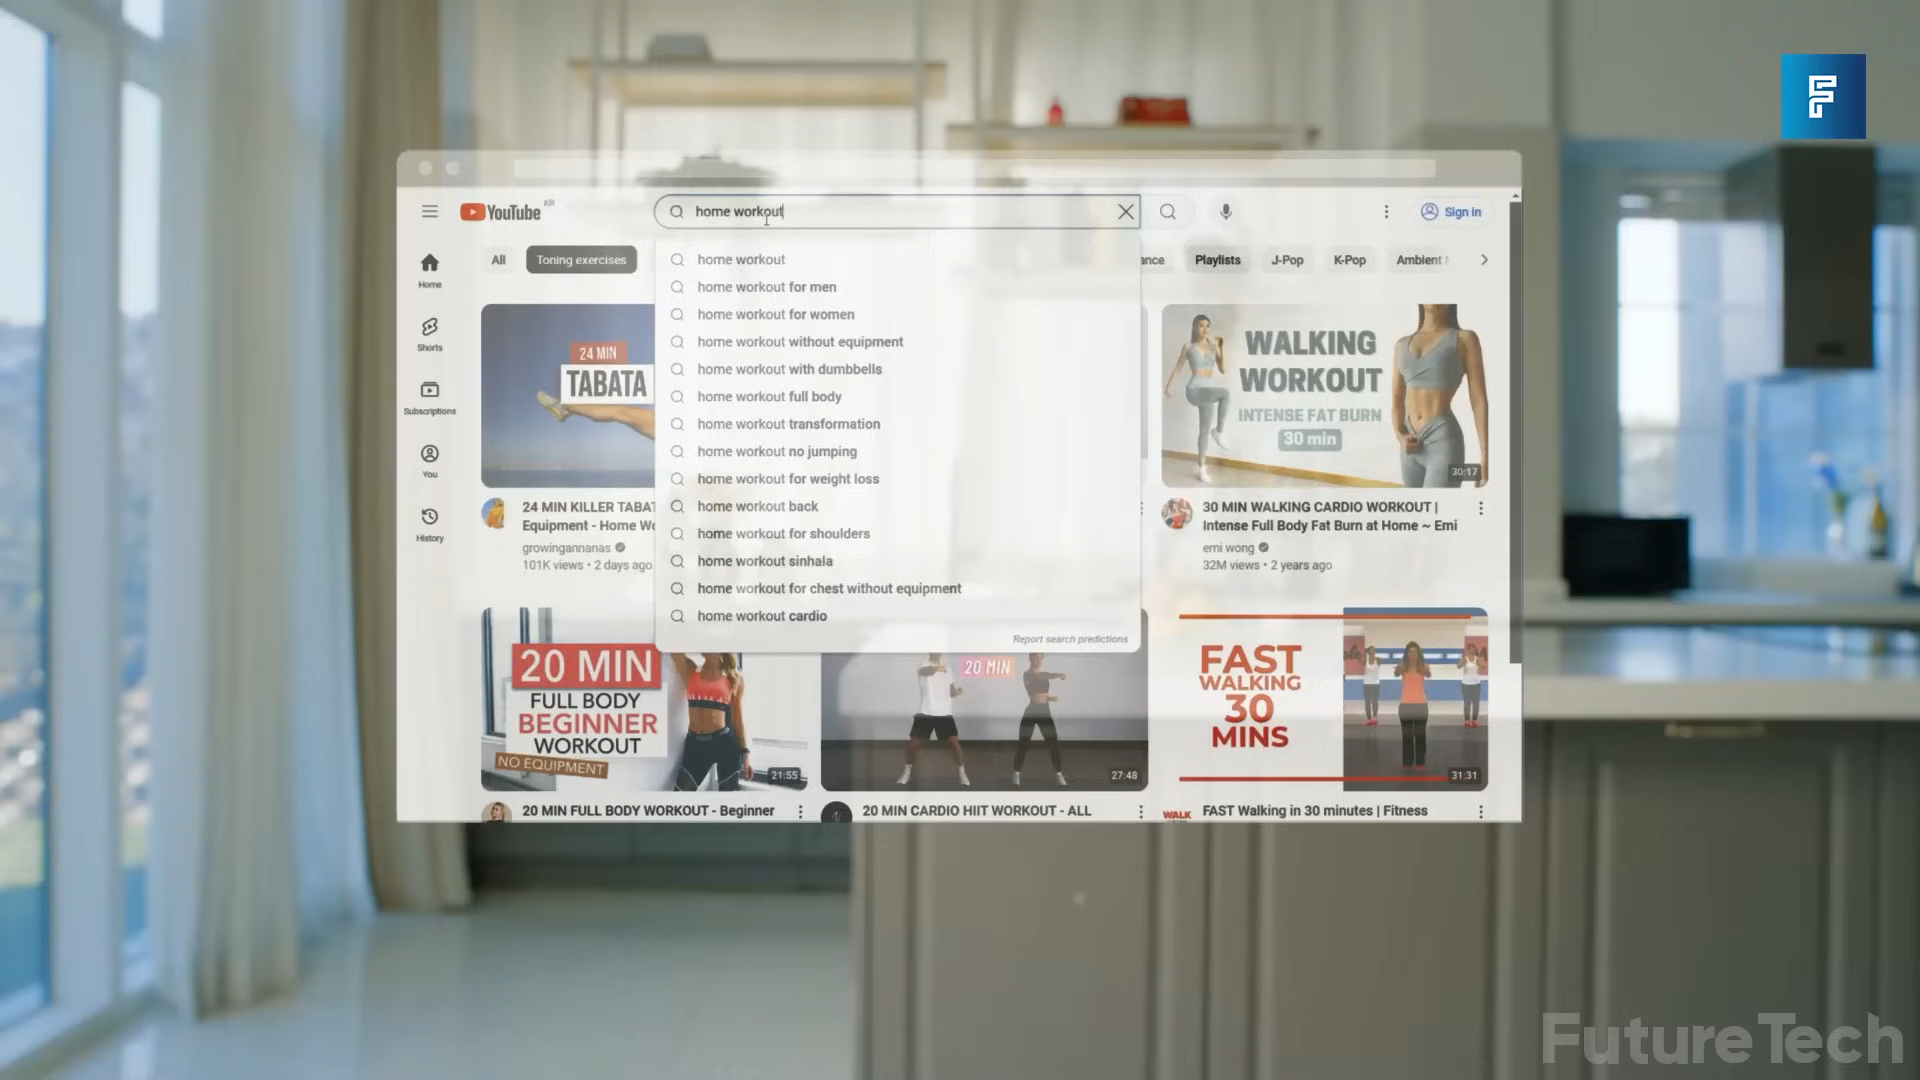 YouTube KR
home workout
Sign in
All
Toning exercises
Playlists
J-Pop
K-Pop
Ambient
Home
Shorts
Subscriptions
You
History
home workout
home workout for men
home workout for women
home workout without equipment
home workout with dumbbells
home workout full body
home workout transformation
home workout no jumping
home workout for weight loss
home workout back
home workout for shoulders
home workout sinhala
home workout for chest without equipment
home workout cardio
Report search predictions
24 MIN
TABATA
24 MIN KILLER TABAT
Equipment - Home Wo
growingannanas
101K views • 2 days ago
WALKING
WORKOUT
INTENSE FAT BURN
30 min
30:17
30 MIN WALKING CARDIO WORKOUT |
Intense Full Body Fat Burn at Home ~ Emi
emi wong
32M views • 2 years ago
20 MIN
FULL BODY
BEGINNER
WORKOUT
NO EQUIPMENT
21:55
20 MIN FULL BODY WORKOUT - Beginner
20 MIN
27:48
20 MIN CARDIO HIIT WORKOUT - ALL
FAST
WALKING
30
MINS
31:31
WALK
FAST Walking in 30 minutes | Fitness
FutureTech